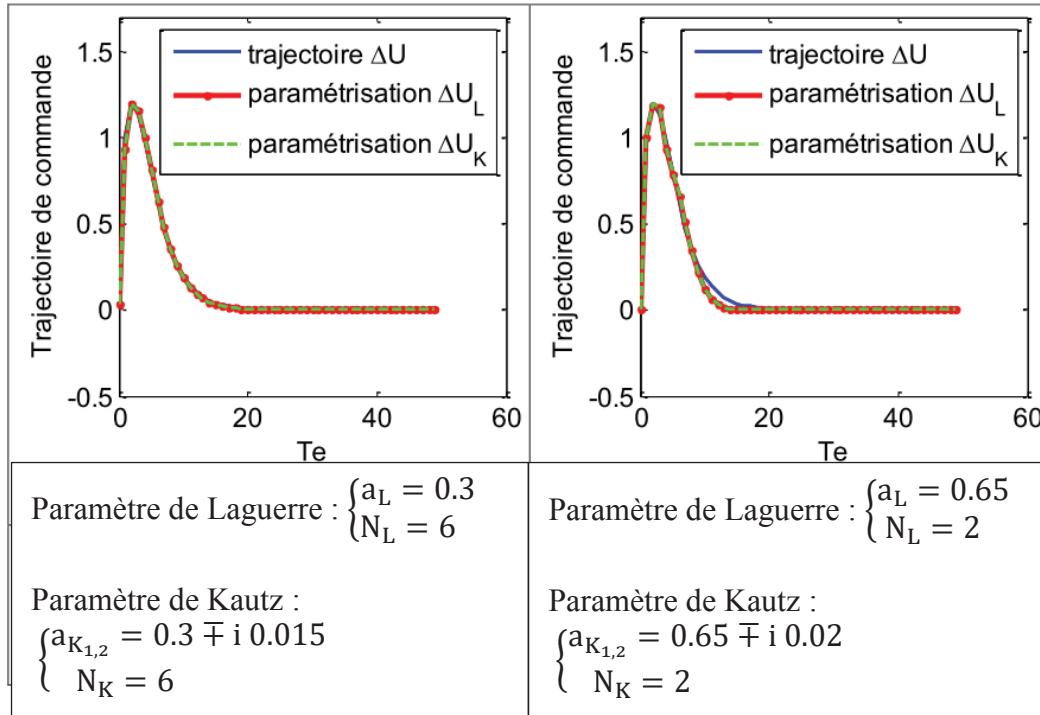 trajectoire ΔU
paramétrisation ΔU_L
paramétrisation ΔU_K
Trajectoire de commande
1.5
1
0.5
0
-0.5
0 20 40 60
Te
trajectoire ΔU
paramétrisation ΔU_L
paramétrisation ΔU_K
Trajectoire de commande
1.5
1
0.5
0
-0.5
0 20 40 60
Te
Paramètre de Laguerre : { a_L = 0.3
N_L = 6
Paramètre de Kautz :
{ a_K_1,2 = 0.3 ∓ i 0.015
N_K = 6
Paramètre de Laguerre : { a_L = 0.65
N_L = 2
Paramètre de Kautz :
{ a_K_1,2 = 0.65 ∓ i 0.02
N_K = 2